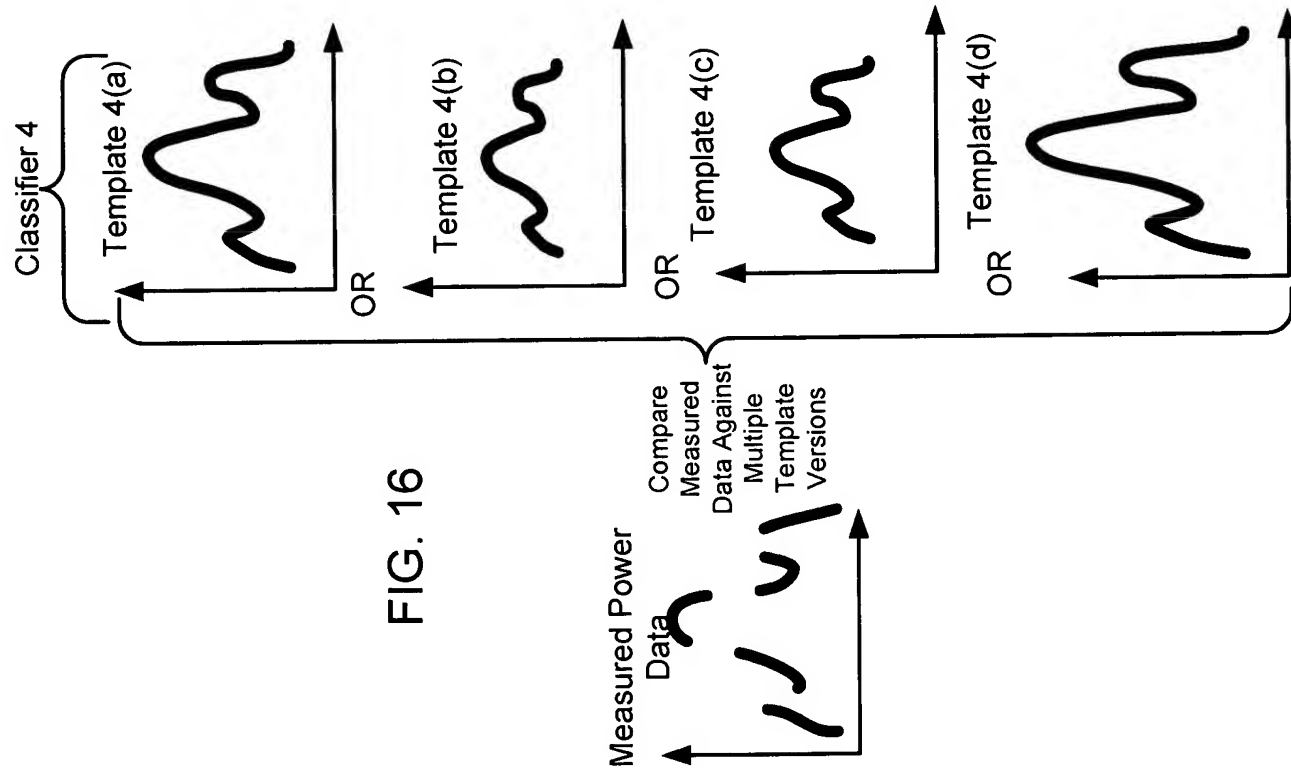 Classifier 4
Template 4(a)
OR
Template 4(b)
OR
Template 4(c)
OR
Template 4(d)
Compare
Measured
Data Against
Multiple
Template
Versions
FIG. 16
Measured Power
Data